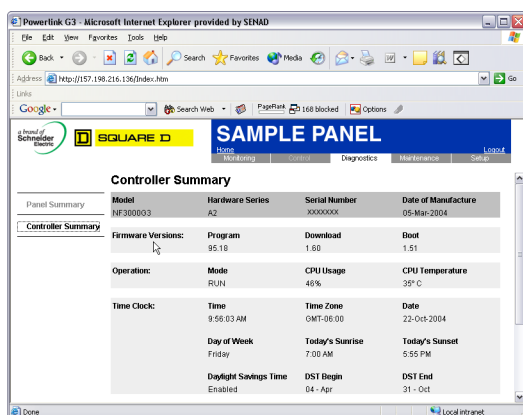 Powerlink G3 - Microsoft Internet Explorer provided by SENAD
File Edit View Favorites Tools Help
Back Search Favorites Media
Address http://157.198.216.136/Index.htm Go
Links
Google Search Web PageRank 168 blocked Options
a brand of
Schneider
Electric
SQUARE D
SAMPLE PANEL
Home Logout
Monitoring Control Diagnostics Maintenance Setup
Controller Summary
Panel Summary
Controller Summary
Model Hardware Series Serial Number Date of Manufacture
NF3000G3 A2 XXXXXXX 05-Mar-2004
Firmware Versions: Program Download Boot
95.18 1.60 1.51
Operation: Mode CPU Usage CPU Temperature
RUN 46% 35° C
Time Clock: Time Time Zone Date
9:56:03 AM GMT-06:00 22-Oct-2004
Day of Week Today's Sunrise Today's Sunset
Friday 7:00 AM 5:55 PM
Daylight Savings Time DST Begin DST End
Enabled 04 - Apr 31 - Oct
Done Local intranet